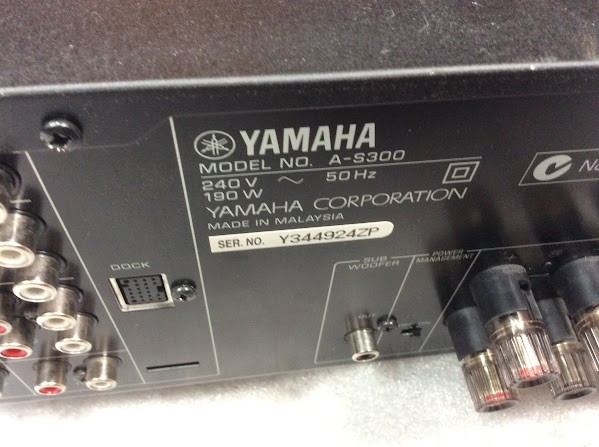 YAMAHA
MODEL NO. A-S300
240 V ~ 50 Hz
190 W
YAMAHA CORPORATION
MADE IN MALAYSIA
SER. NO. Y344924ZP
DOCK
SUB
WOOFER
POWER
MANAGEMENT